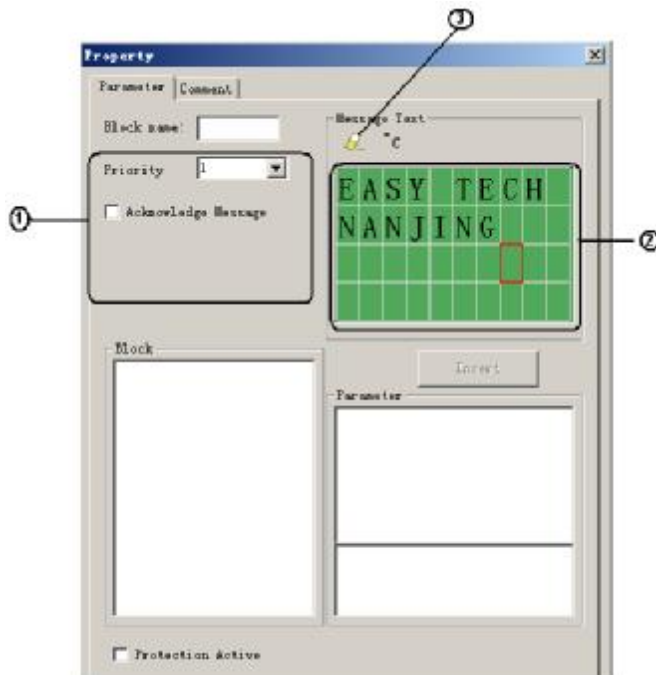 ③
Property
Parameter Comment
Block name:
Message Text
°C
Priority 1
①
Acknowledge Message
EASY TECH
NANJING
②
Block
Insert
Parameter
Protection Active